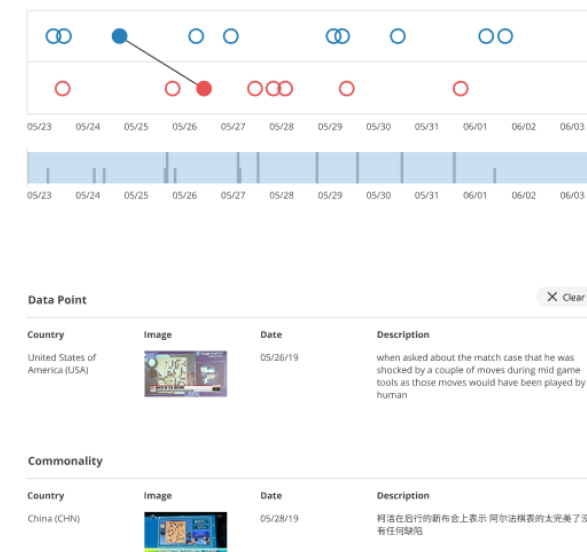 05/23 05/24 05/25 05/26 05/27 05/28 05/29 05/30 05/31 06/01 06/02 06/03
05/23 05/24 05/25 05/26 05/27 05/28 05/29 05/30 05/31 06/01 06/02 06/03
Data Point
Clear
Country Image Date Description
United States of
America (USA)
05/26/19
when asked about the match case that he was
shocked by a couple of moves during mid game
tools as those moves would have been played by
human
Commonality
Country Image Date Description
China (CHN)
05/28/19
柯洁在后行的新布会上表示 阿尔法棋表的太完美了没
有任何缺陷